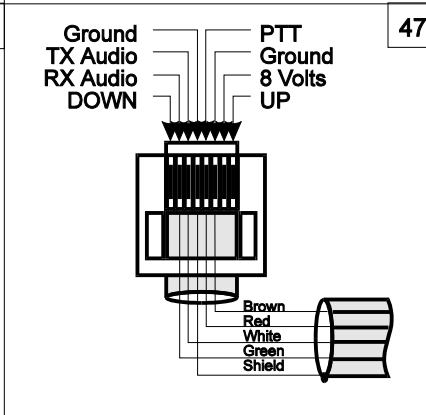 Ground
TX Audio
RX Audio
DOWN
PTT
Ground
8 Volts
UP
47
Brown
Red
White
Green
Shield